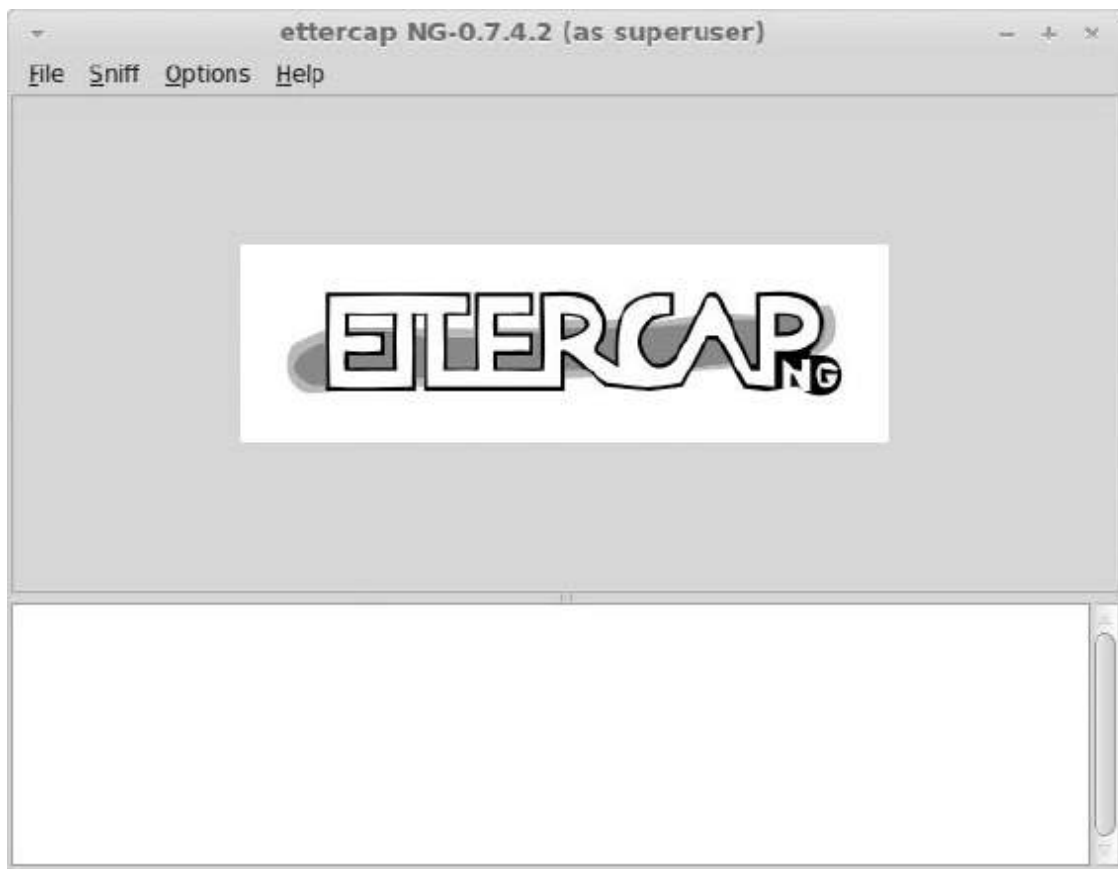 ettercap NG-0.7.4.2 (as superuser)
File Sniff Options Help
ETTERCAP
NG